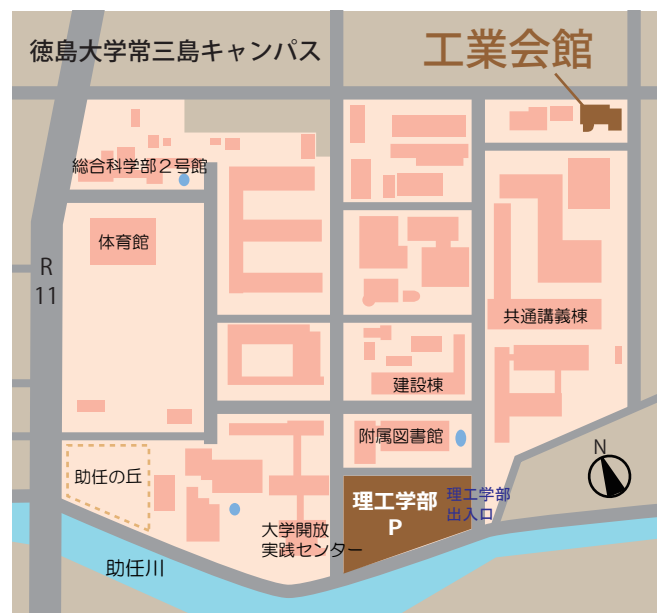 徳島大学常三島キャンパス
工業会館
総合科学部２号館
体育館
R
11
共通講義棟
建設棟
附属図書館
助任の丘
理工学部
P
理工学部
出入口
N
大学開放
実践センター
助任川